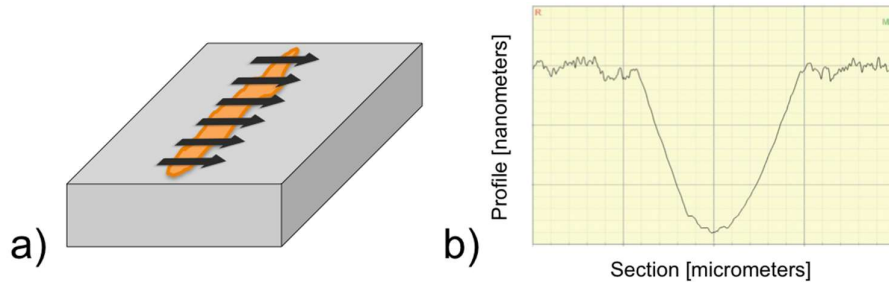 a)
b)
R
M
Profile [nanometers]
Section [micrometers]